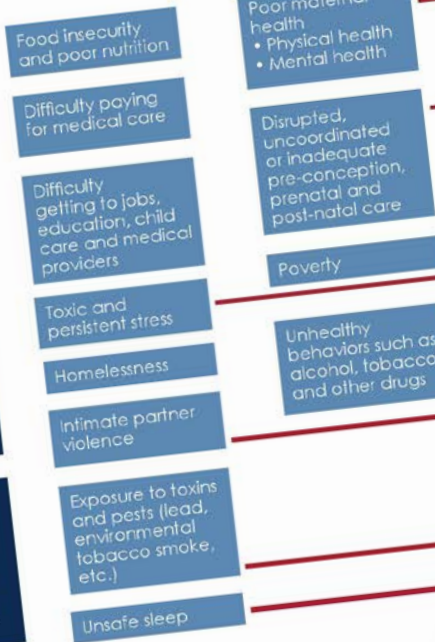 Food insecurity
and poor nutrition
Difficulty paying
for medical care
Difficulty
getting to jobs,
education, child
care and medical
providers
Toxic and
persistent stress
Homelessness
Intimate partner
violence
Exposure to toxins
and pests (lead,
environmental
tobacco smoke,
etc.)
Unsafe sleep
Poor maternal
health
• Physical health
• Mental health
Disrupted,
uncoordinated
or inadequate
pre-conception,
prenatal and
post-natal care
Poverty
Unhealthy
behaviors such as
alcohol, tobacco
and other drugs